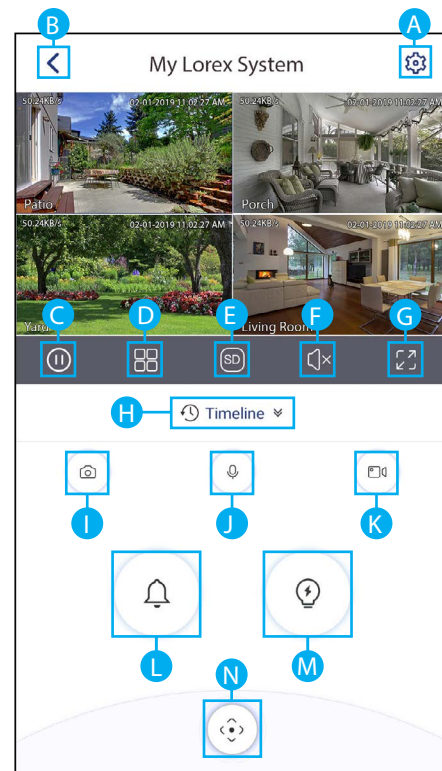 B
A
My Lorex System
50.24KB/s 02-01-2019 11:02:27 AM
50.24KB/s 02-01-2019 11:02:27 AM
Patio
Porch
50.24KB/s 02-01-2019 11:02:27 AM
50.24KB/s 02-01-2019 11:02:27 AM
Yard
Living Room
C
D
E
F
G
SD
H
Timeline
I
J
K
L
M
N